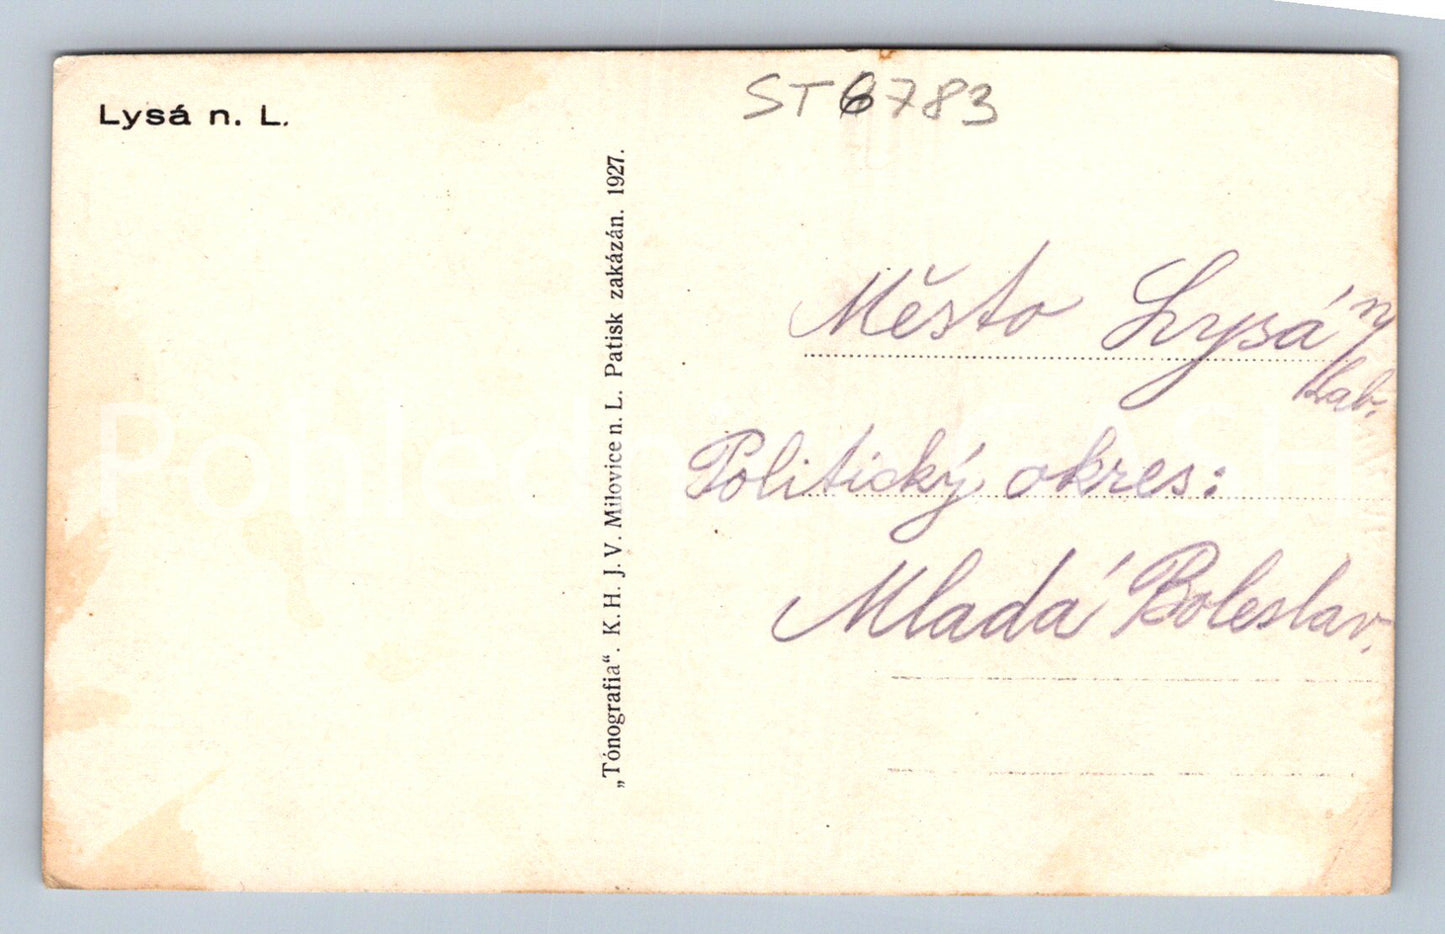 Lysá n. L.
ST6783
„Tónografia“. K. H. J. V. Milovice n. L. Patisk zakázán. 1927.
Město Lysá n/
Lab.
Politický okres:
Mladá Boleslav.